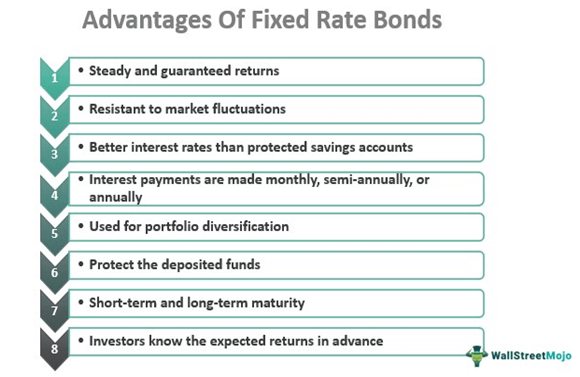 Advantages Of Fixed Rate Bonds
1 • Steady and guaranteed returns
2 • Resistant to market fluctuations
3 • Better interest rates than protected savings accounts
4 • Interest payments are made monthly, semi-annually, or
annually
5 • Used for portfolio diversification
6 • Protect the deposited funds
7 • Short-term and long-term maturity
8 • Investors know the expected returns in advance
WallStreetMojo